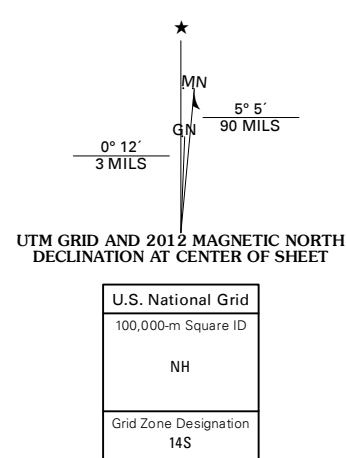 ★
MN
GN
5° 5´
90 MILS
0° 12´
3 MILS
UTM GRID AND 2012 MAGNETIC NORTH
DECLINATION AT CENTER OF SHEET
U.S. National Grid
100,000-m Square ID
NH
Grid Zone Designation
14S